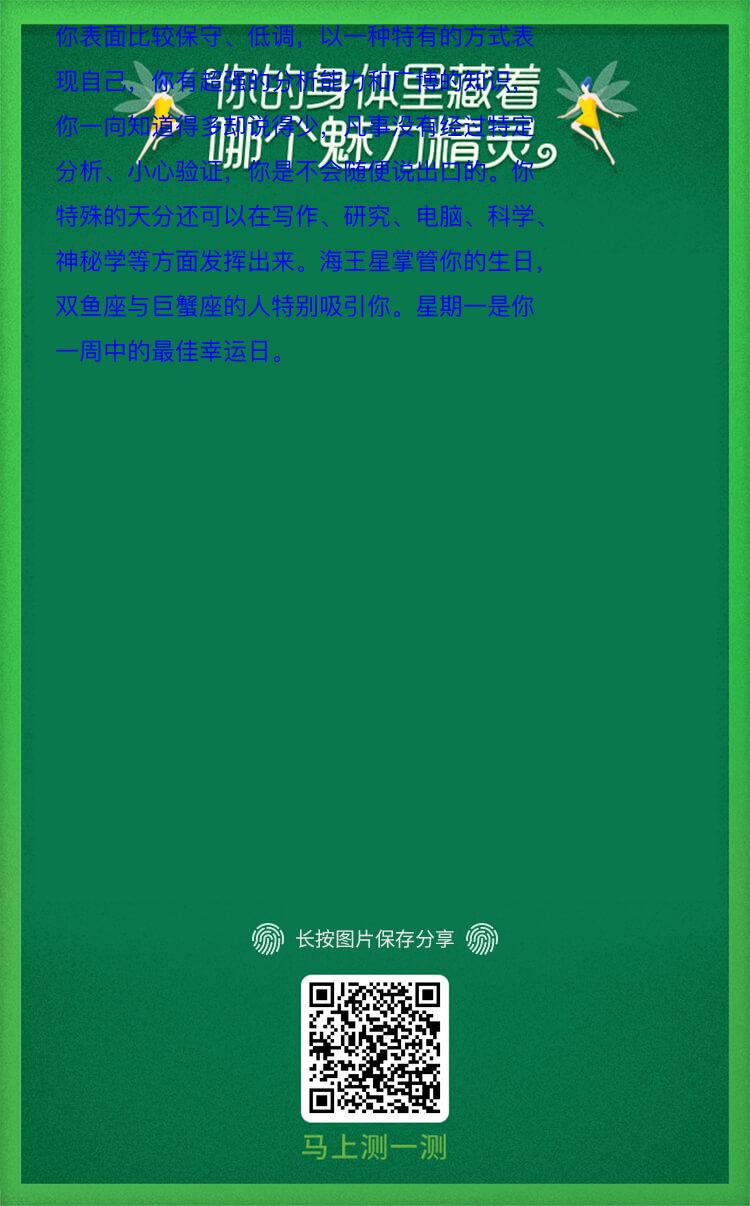 你表面比较保守、低调，以一种特有的方式表
现自己，你有超强的分析能力和广博的知识。
你的身体里藏着
你一向知道得多却说得少，凡事没有经过特定
哪个魅力精灵
分析、小心验证，你是不会随便说出口的。你
特殊的天分还可以在写作、研究、电脑、科学、
神秘学等方面发挥出来。海王星掌管你的生日，
双鱼座与巨蟹座的人特别吸引你。星期一是你
一周中的最佳幸运日。
长按图片保存分享
马上测一测